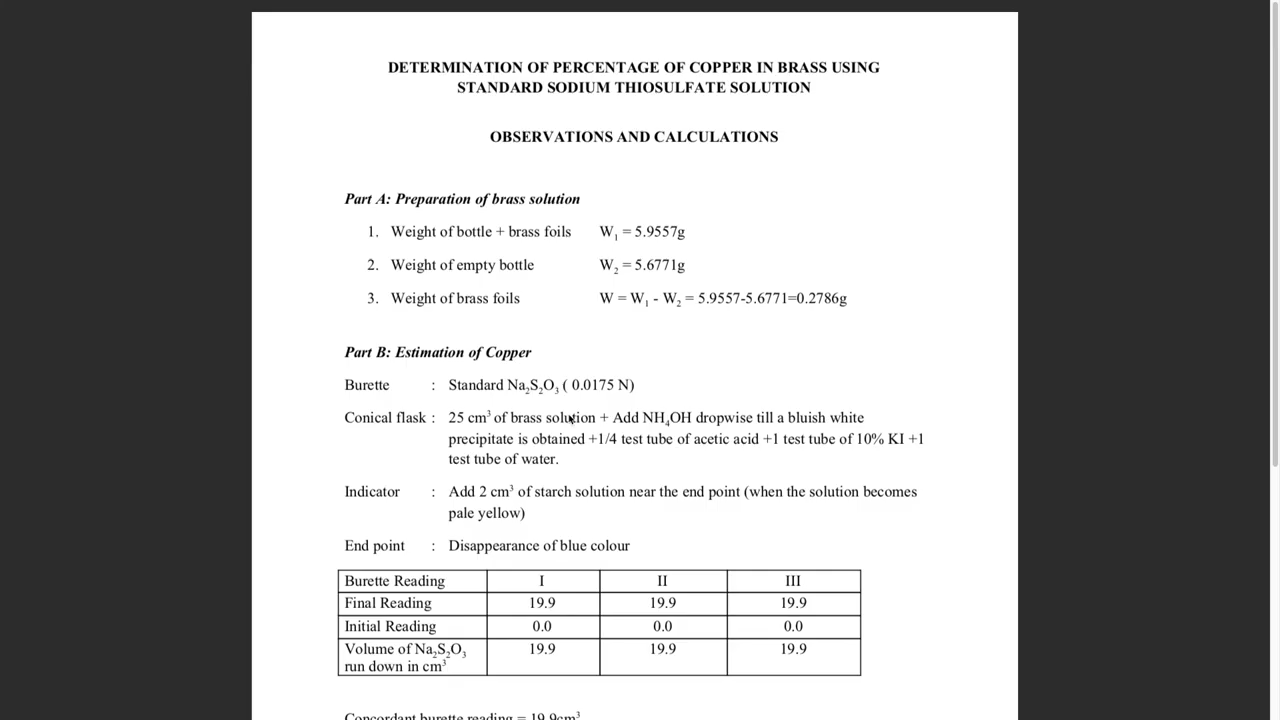 DETERMINATION OF PERCENTAGE OF COPPER IN BRASS USING
STANDARD SODIUM THIOSULFATE SOLUTION
OBSERVATIONS AND CALCULATIONS
Part A: Preparation of brass solution
1. Weight of bottle + brass foils W₁ = 5.9557g
2. Weight of empty bottle W₂ = 5.6771g
3. Weight of brass foils W = W₁ - W₂ = 5.9557-5.6771=0.2786g
Part B: Estimation of Copper
Burette : Standard Na₂S₂O₃ ( 0.0175 N)
Conical flask : 25 cm³ of brass solution + Add NH₄OH dropwise till a bluish white
precipitate is obtained +1/4 test tube of acetic acid +1 test tube of 10% KI +1
test tube of water.
Indicator : Add 2 cm³ of starch solution near the end point (when the solution becomes
pale yellow)
End point : Disappearance of blue colour
Burette Reading I II III
Final Reading 19.9 19.9 19.9
Initial Reading 0.0 0.0 0.0
Volume of Na₂S₂O₃ 19.9 19.9 19.9
run down in cm³
Concordant burette reading = 19.9cm³